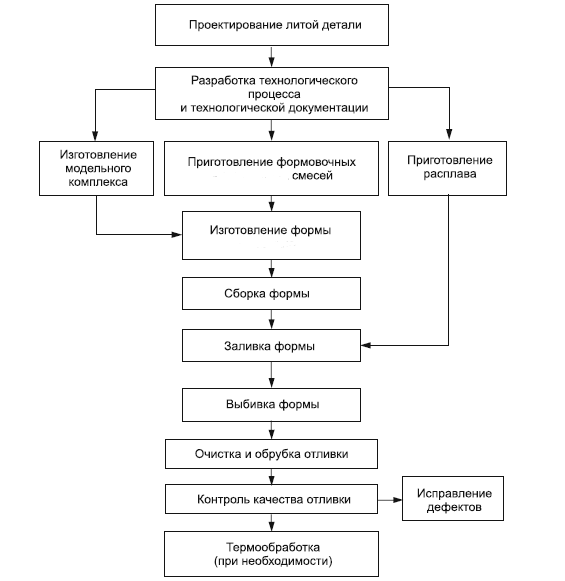 Проектирование литой детали
Разработка технологического
процесса
и технологической документации
Изготовление
модельного
комплекса
Приготовление формовочных
смесей
Приготовление
расплава
Изготовление формы
Сборка формы
Заливка формы
Выбивка формы
Очистка и обрубка отливки
Контроль качества отливки
Исправление
дефектов
Термообработка
(при необходимости)